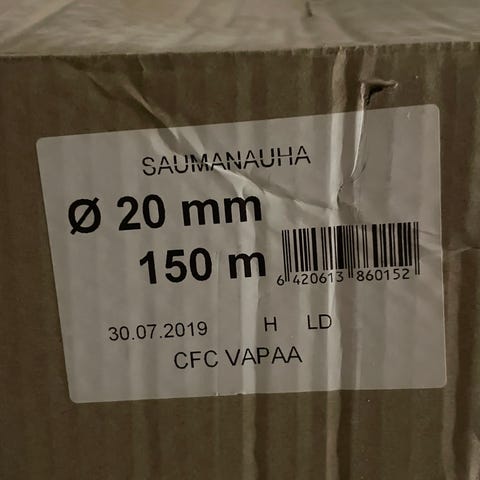 SAUMANAUHA
Ø 20 mm
150 m
6 420613 860152
30.07.2019 H LD
CFC VAPAA